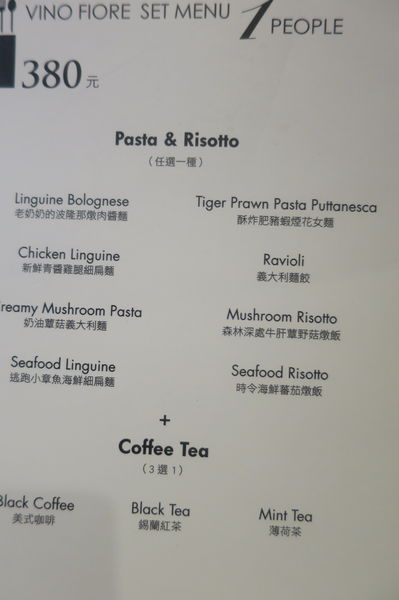 VINO FIORE SET MENU 1 PEOPLE
380 元
Pasta & Risotto
（任選一種）
Linguine Bolognese
老奶奶的波隆那燉肉醬麵
Tiger Prawn Pasta Puttanesca
酥炸肥豬蝦煙花女麵
Chicken Linguine
新鮮青醬雞腿細扁麵
Ravioli
義大利麵餃
reamy Mushroom Pasta
奶油蕈菇義大利麵
Mushroom Risotto
森林深處牛肝蕈野菇燉飯
Seafood Linguine
逃跑小章魚海鮮細扁麵
Seafood Risotto
時令海鮮蕃茄燉飯
+
Coffee Tea
（3 選 1）
Black Coffee
美式咖啡
Black Tea
錫蘭紅茶
Mint Tea
薄荷茶